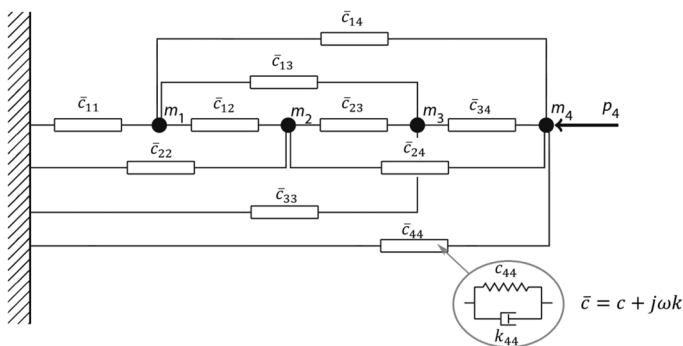 c̄₁₄
c̄₁₃
c̄₁₁ m₁ c̄₁₂ m₂ c̄₂₃ m₃ c̄₃₄ m₄ p₄
c̄₂₂ c̄₂₄
c̄₃₃
c̄₄₄
c₄₄
c̄ = c + jωk
k₄₄